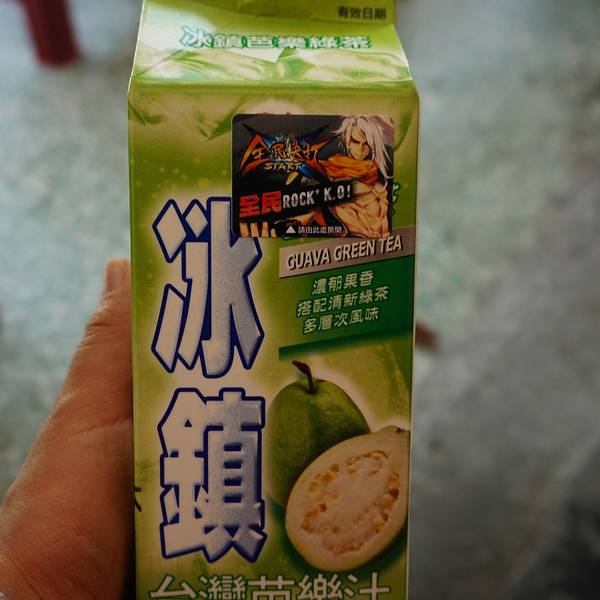 有效日期
冰鎮芭樂綠茶
全民快打
START
全民ROCK' K.O!
▲請由此處撕開
GUAVA GREEN TEA
濃郁果香
搭配清新綠茶
多層次風味
冰
鎮
台灣芭樂汁